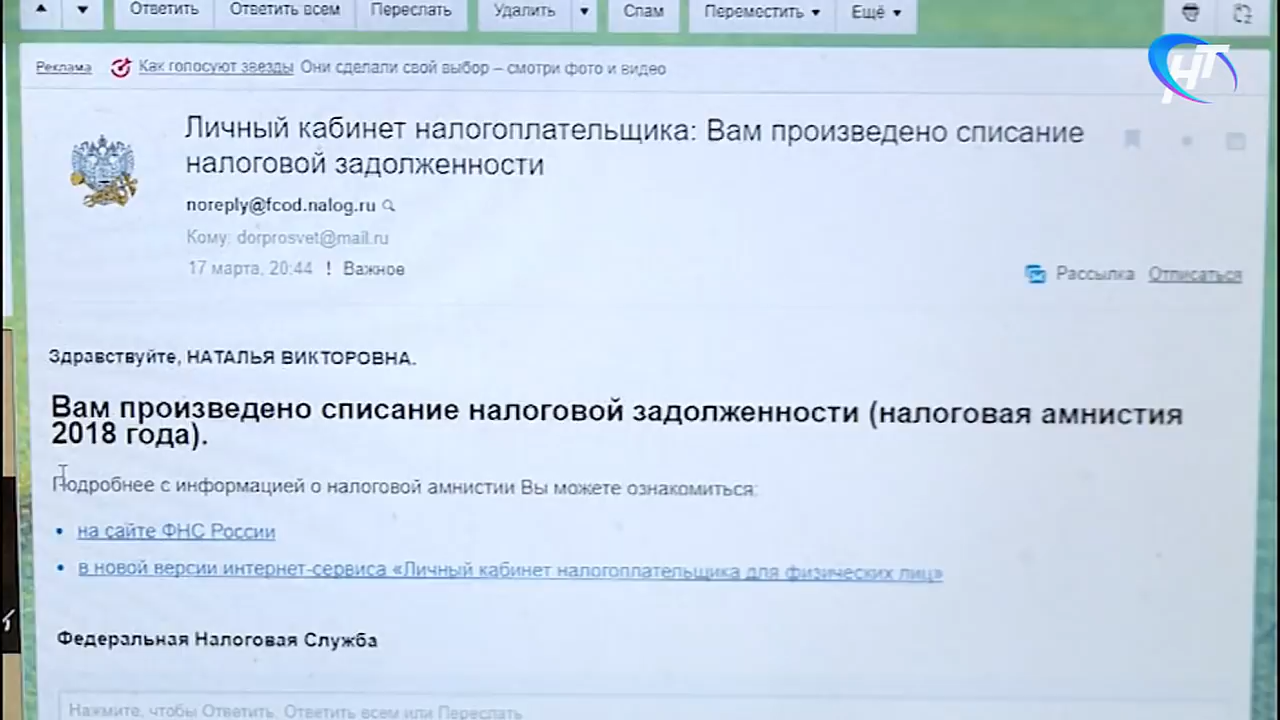 Ответить Ответить всем Переслать Удалить Спам Переместить Ещё
НТ
Реклама Как голосуют звезды Они сделали свой выбор – смотри фото и видео
Личный кабинет налогоплательщика: Вам произведено списание
налоговой задолженности
noreply@fcod.nalog.ru
Кому: dorprosvet@mail.ru
17 марта, 20:44 ! Важное
Рассылка Отписаться
Здравствуйте, НАТАЛЬЯ ВИКТОРОВНА.
Вам произведено списание налоговой задолженности (налоговая амнистия
2018 года).
Подробнее с информацией о налоговой амнистии Вы можете ознакомиться:
• на сайте ФНС России
• в новой версии интернет-сервиса «Личный кабинет налогоплательщика для физических лиц»
Федеральная Налоговая Служба
Нажмите, чтобы Ответить, Ответить всем или Переслать